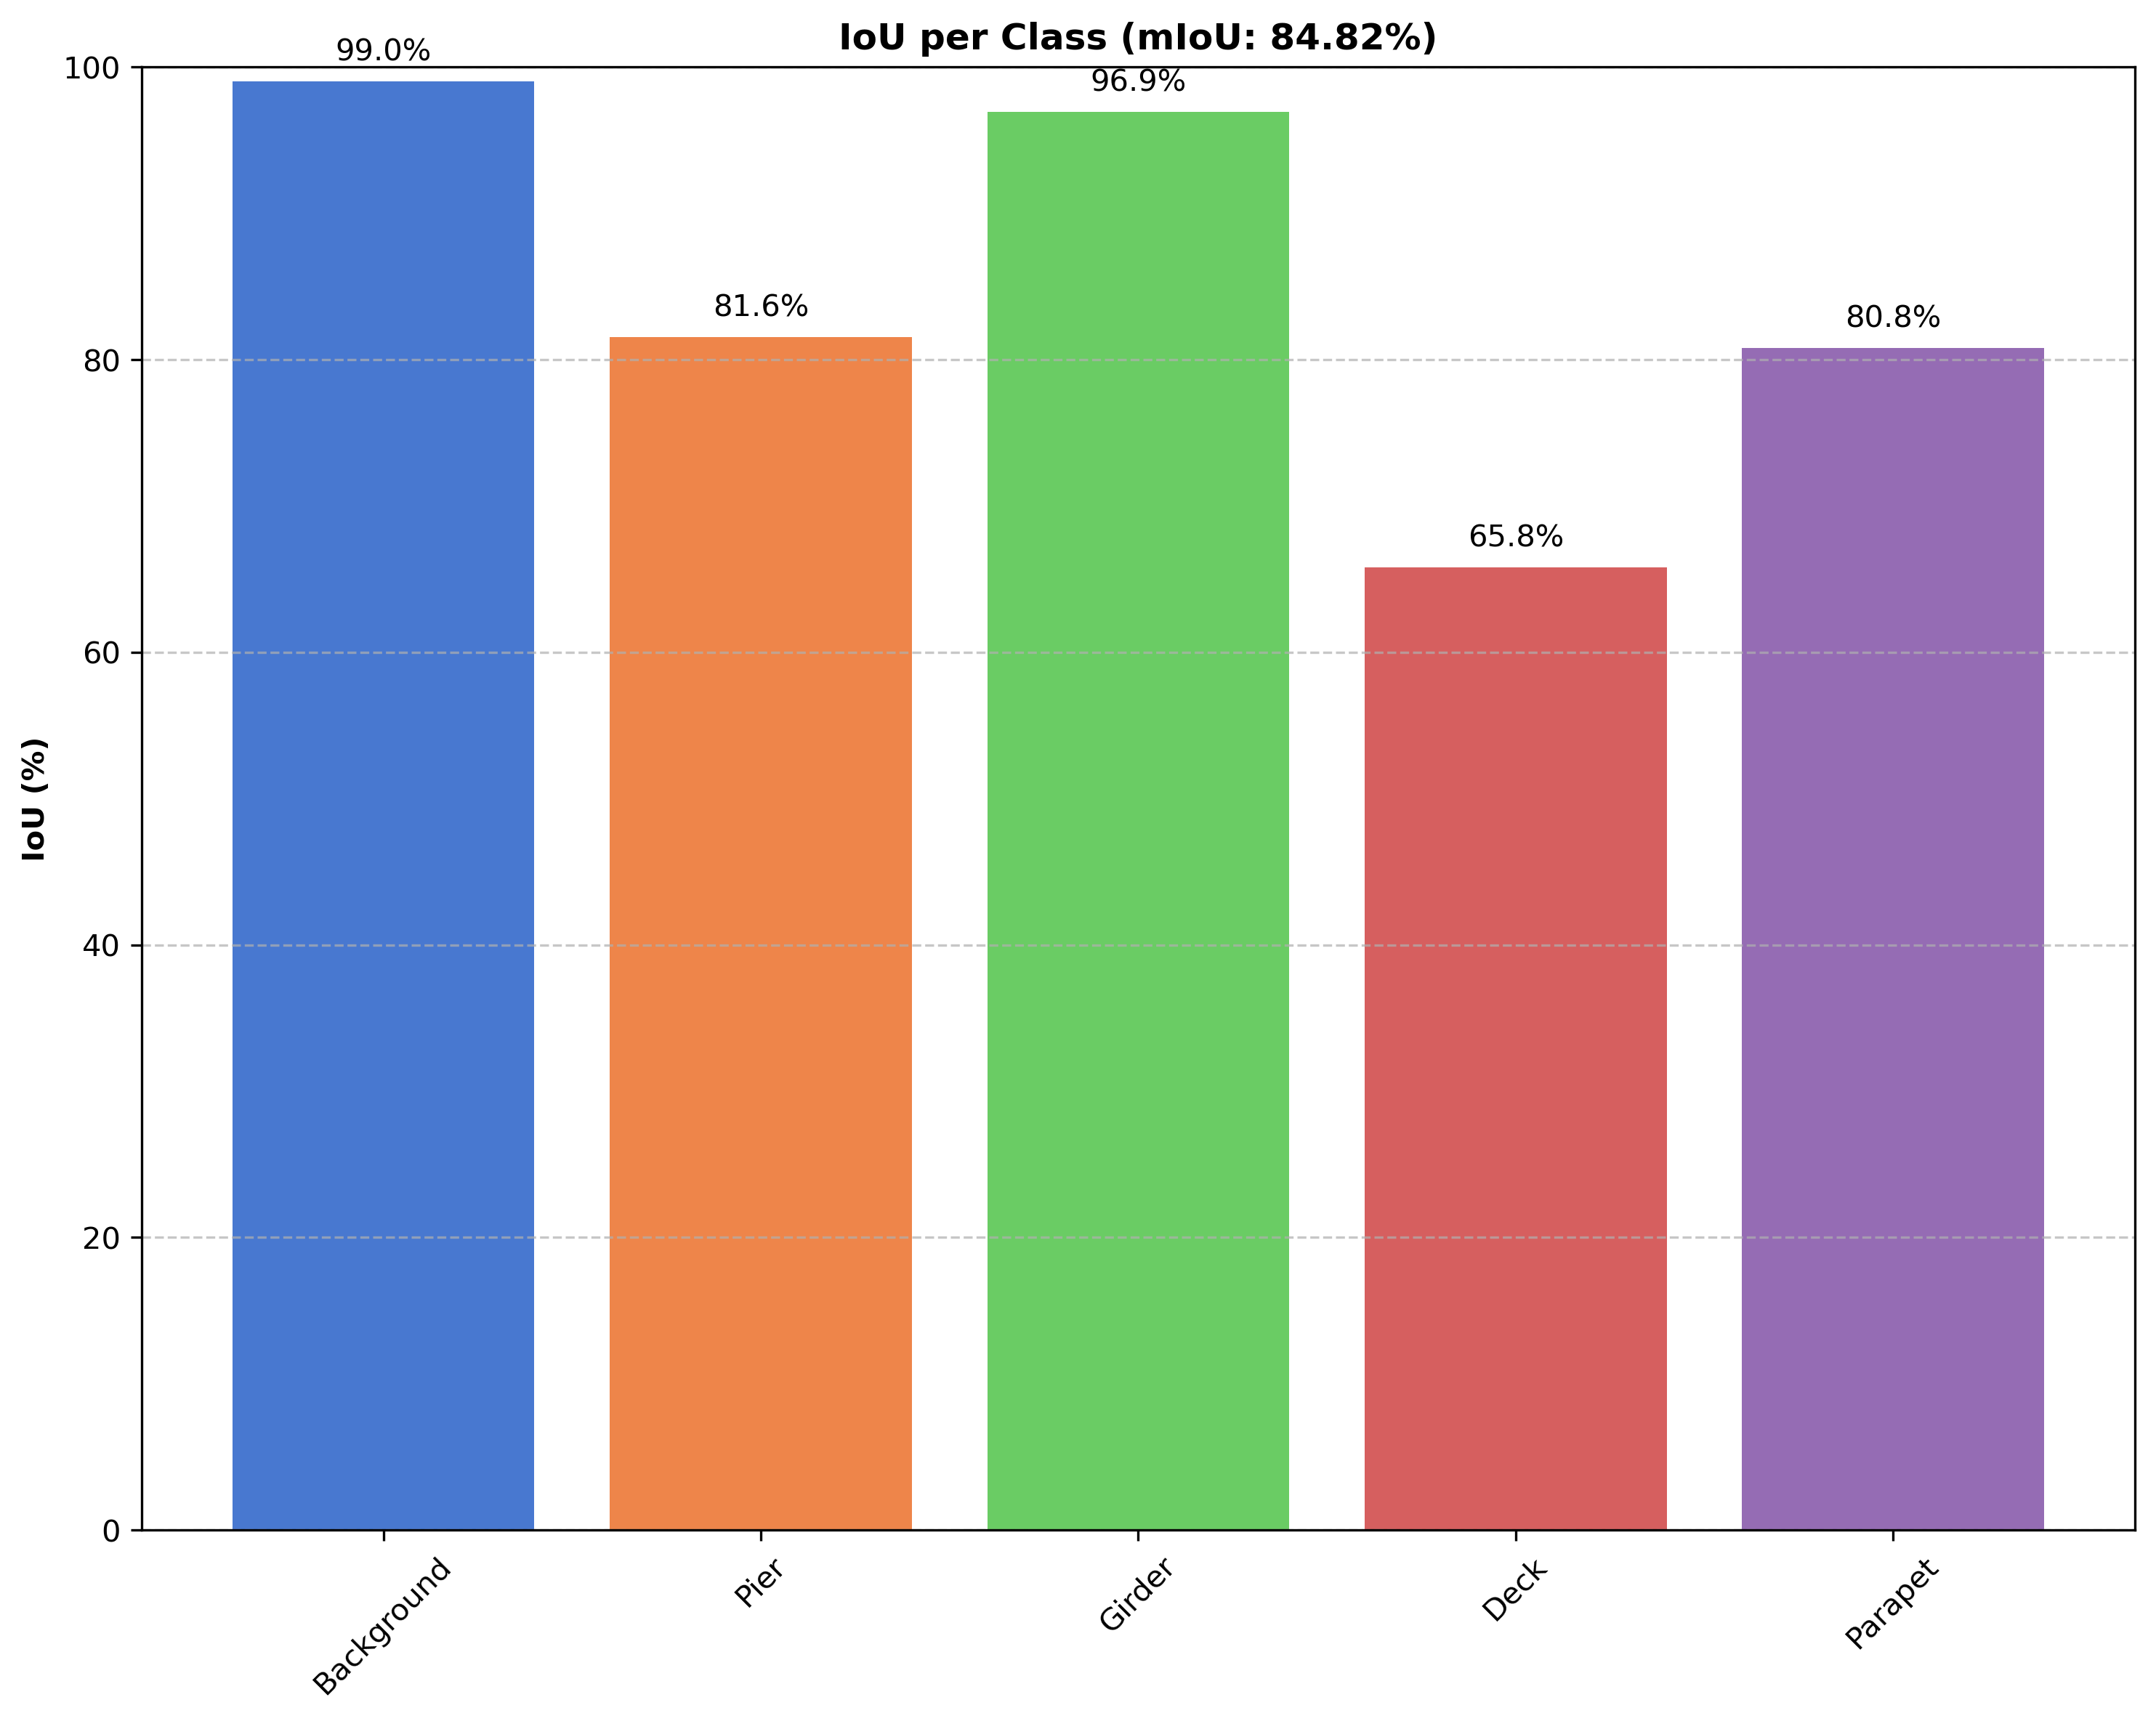 IoU per Class (mIoU: 84.82%)
99.0%
81.6%
96.9%
65.8%
80.8%
100
80
60
40
20
0
IoU (%)
Background
Pier
Girder
Deck
Parapet